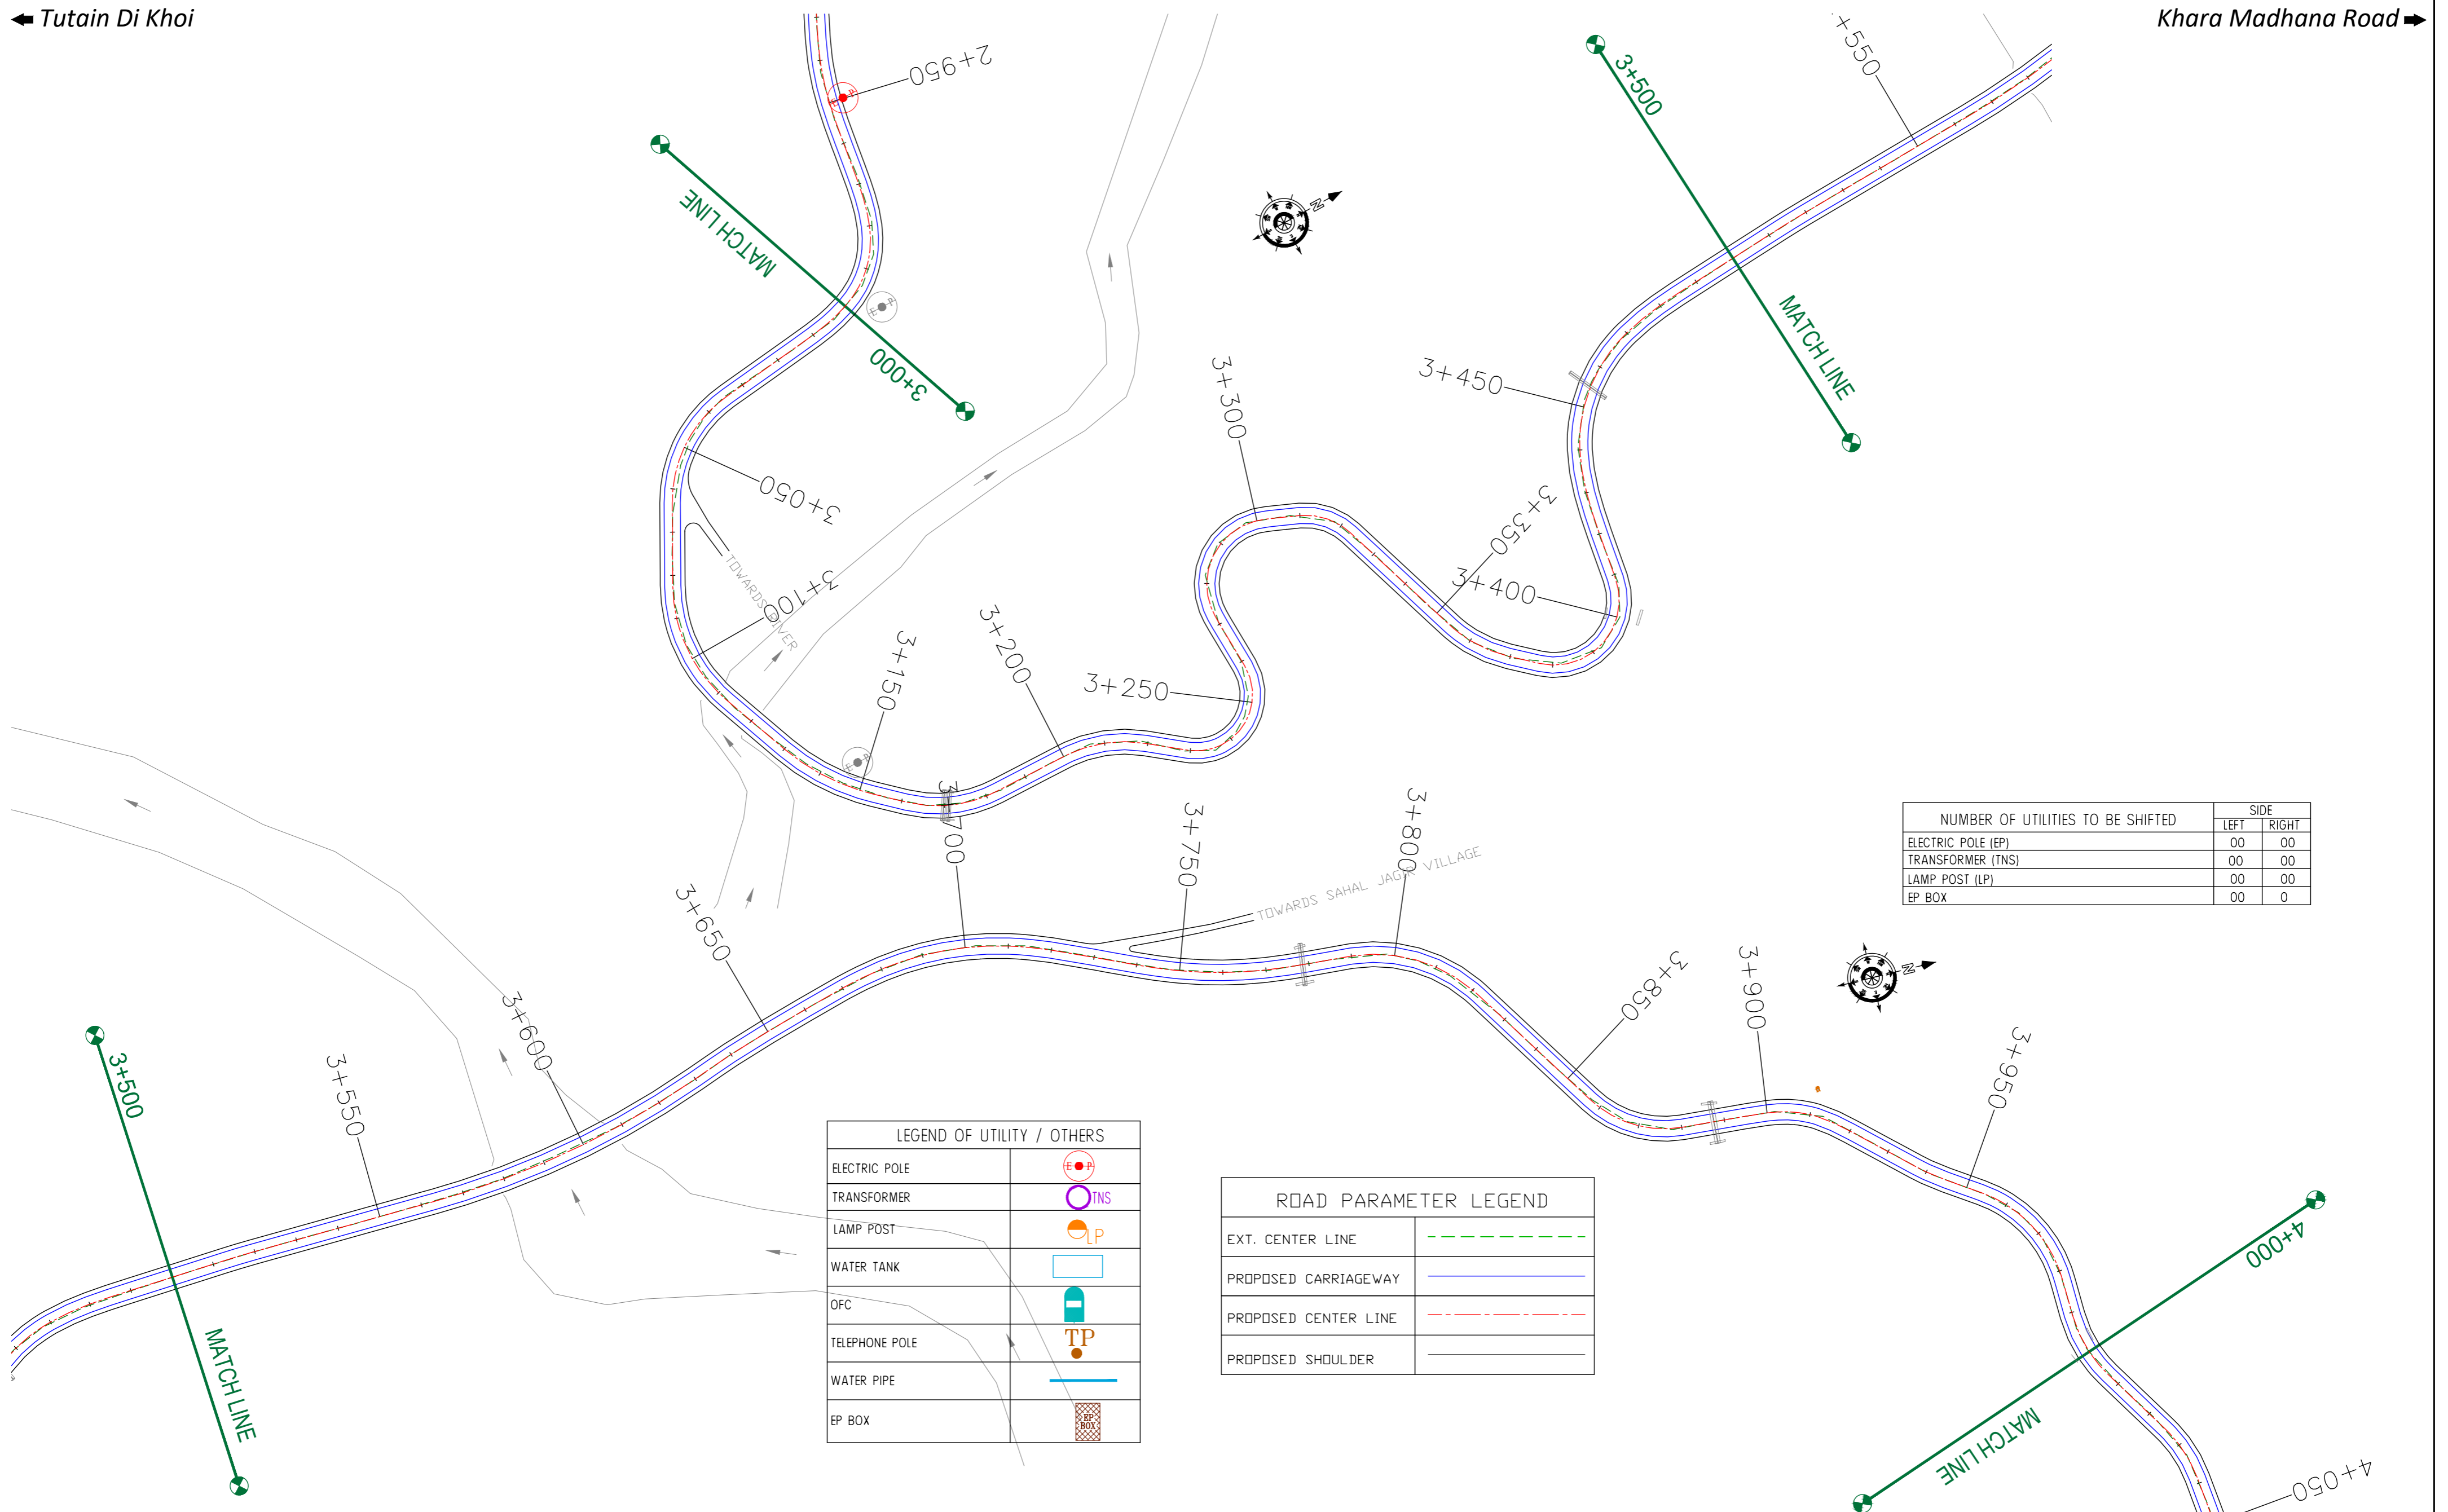 Tutain Di Khoi
Khara Madhana Road
2+950
3+550
3+500
MATCH LINE
E P
N
MATCH LINE
E P
3+000
3+300
3+450
3+050
3+350
TOWARDS RIVER
3+100
3+400
3+150
3+200
3+250
E P
3+700
3+750
3+800
TOWARDS SAHAL JAGIR VILLAGE
NUMBER OF UTILITIES TO BE SHIFTED SIDE
LEFT RIGHT
ELECTRIC POLE (EP) 00 00
TRANSFORMER (TNS) 00 00
LAMP POST (LP) 00 00
EP BOX 00 0
3+650
3+850
3+900
N
3+600
3+500
3+550
3+950
LEGEND OF UTILITY / OTHERS
ELECTRIC POLE E P
TRANSFORMER TNS
LAMP POST LP
WATER TANK
OFC
TELEPHONE POLE TP
WATER PIPE
EP BOX EP BOX
ROAD PARAMETER LEGEND
EXT. CENTER LINE
PROPOSED CARRIAGEWAY
PROPOSED CENTER LINE
PROPOSED SHOULDER
4+000
MATCH LINE
MATCH LINE
4+050